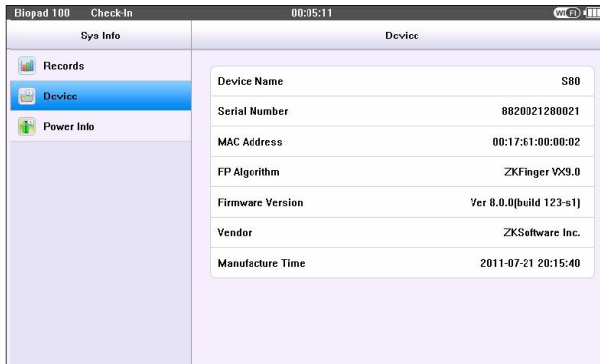 Biopad 100 Check-In 00:05:11 WIFI
Sys Info Device
Records
Device
Power Info
Device Name S80
Serial Number 8820021280021
MAC Address 00:17:61:00:00:02
FP Algorithm ZKFinger VX9.0
Firmware Version Ver 8.0.0(build 123-s1)
Vendor ZKSoftware Inc.
Manufacture Time 2011-07-21 20:15:40